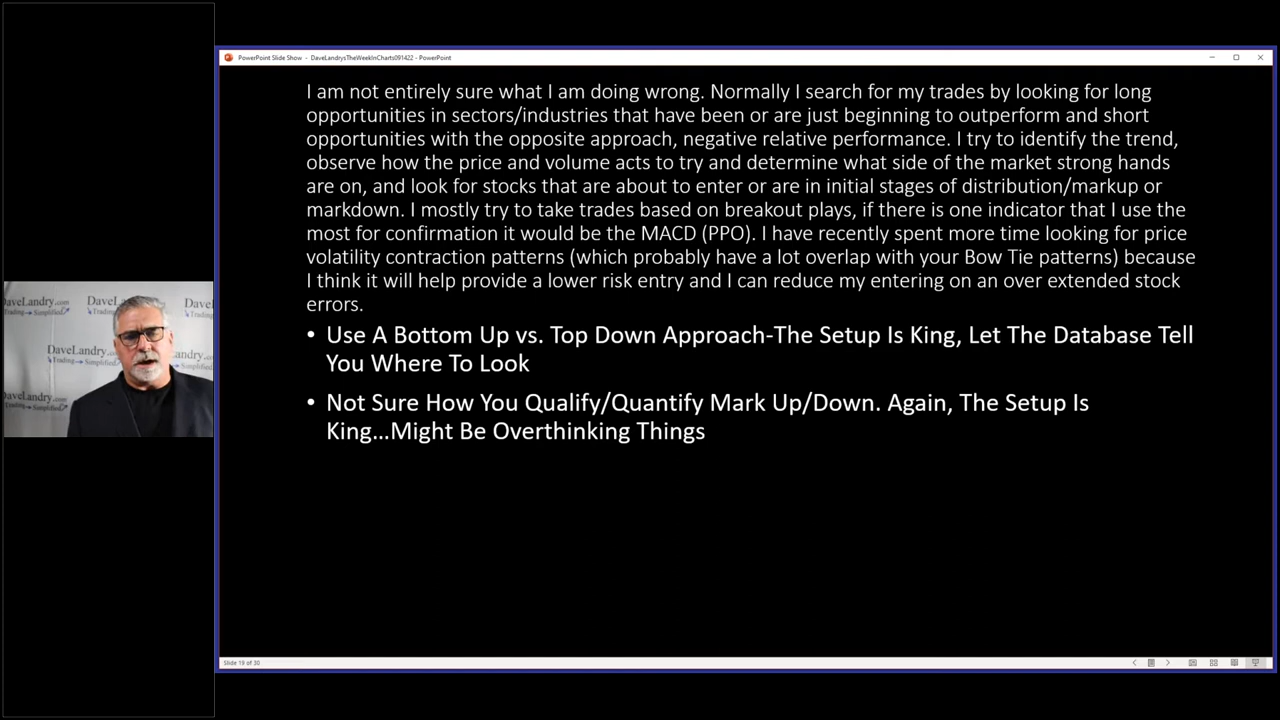 PowerPoint Slide Show - DaveLandrysTheWeekInCharts091422 - PowerPoint
I am not entirely sure what I am doing wrong. Normally I search for my trades by looking for long
opportunities in sectors/industries that have been or are just beginning to outperform and short
opportunities with the opposite approach, negative relative performance. I try to identify the trend,
observe how the price and volume acts to try and determine what side of the market strong hands
are on, and look for stocks that are about to enter or are in initial stages of distribution/markup or
markdown. I mostly try to take trades based on breakout plays, if there is one indicator that I use the
most for confirmation it would be the MACD (PPO). I have recently spent more time looking for price
volatility contraction patterns (which probably have a lot overlap with your Bow Tie patterns) because
I think it will help provide a lower risk entry and I can reduce my entering on an over extended stock
errors.
• Use A Bottom Up vs. Top Down Approach-The Setup Is King, Let The Database Tell
You Where To Look
• Not Sure How You Qualify/Quantify Mark Up/Down. Again, The Setup Is
King...Might Be Overthinking Things
DaveLandry.com
Trading Simplified
DaveLandry.com
Slide 19 of 30